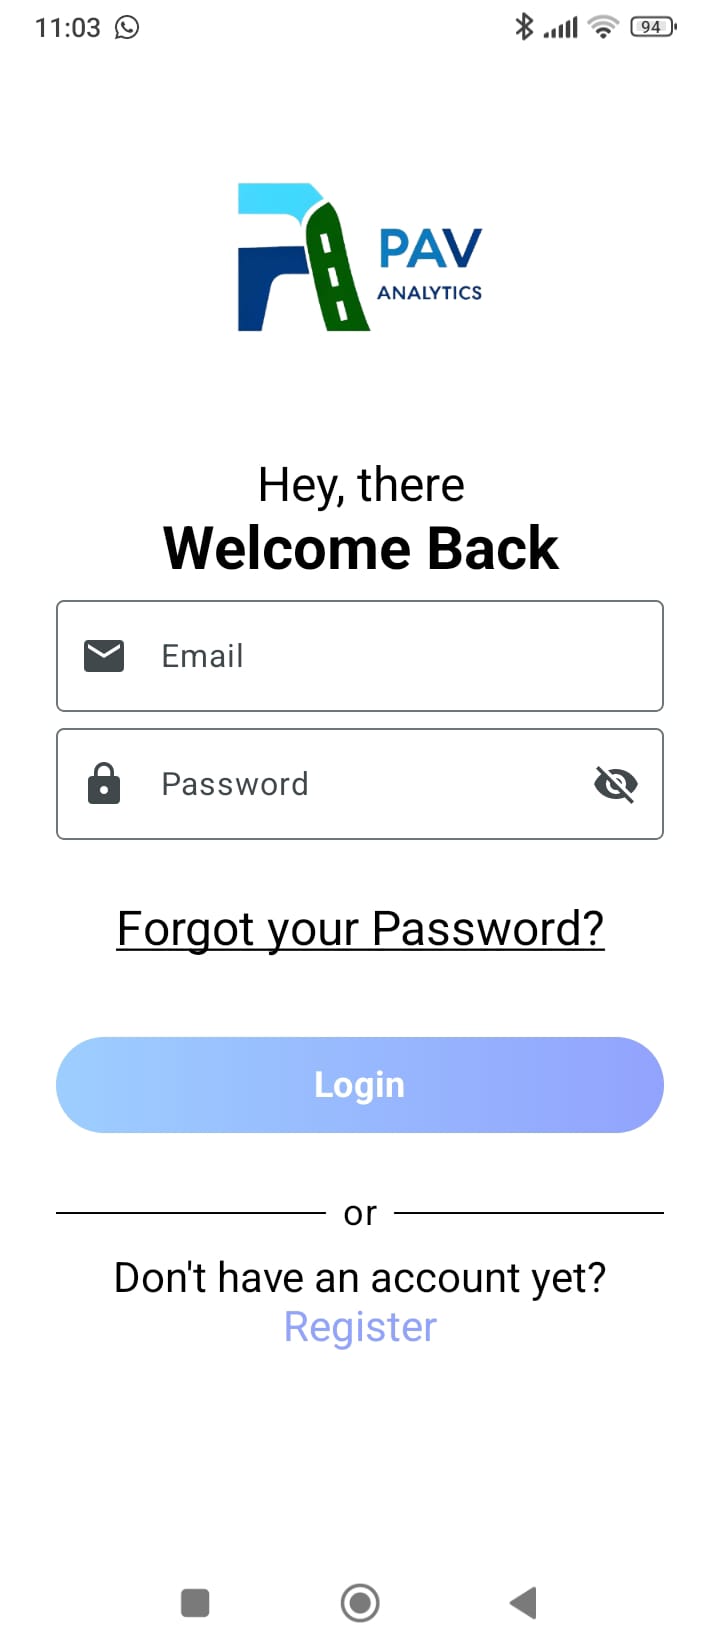 11:03
94
PAV
ANALYTICS
Hey, there
Welcome Back
Email
Password
Forgot your Password?
Login
or
Don't have an account yet?
Register